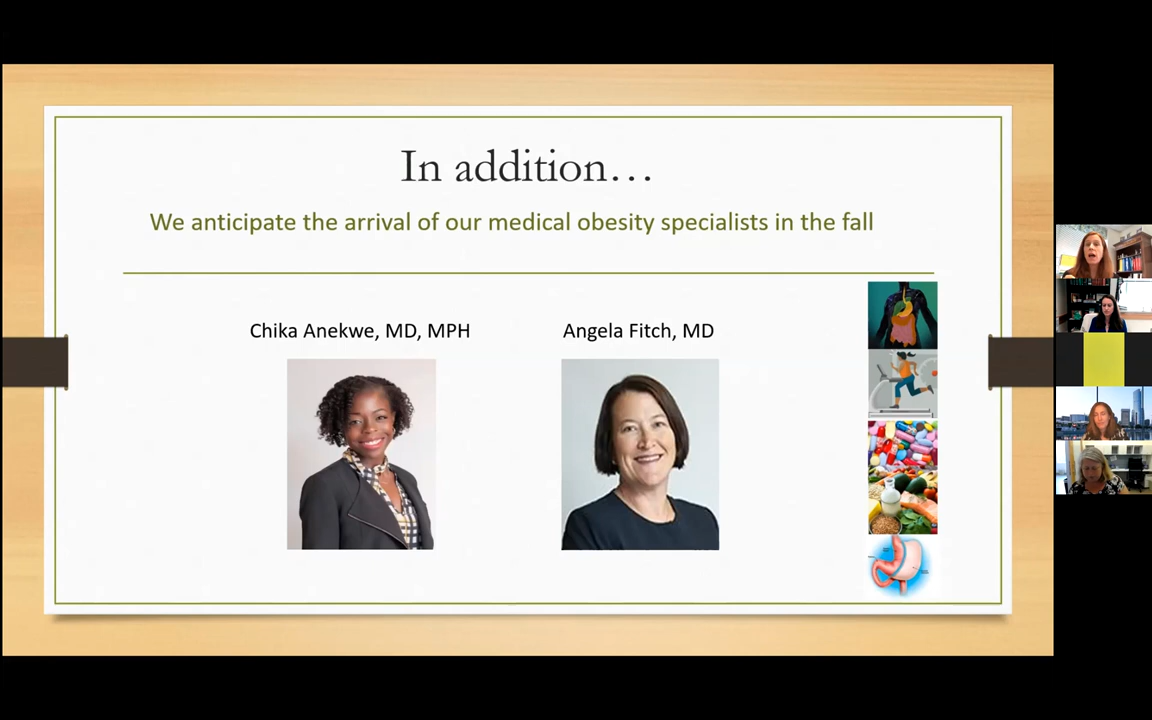 In addition…
We anticipate the arrival of our medical obesity specialists in the fall
Chika Anekwe, MD, MPH
Angela Fitch, MD